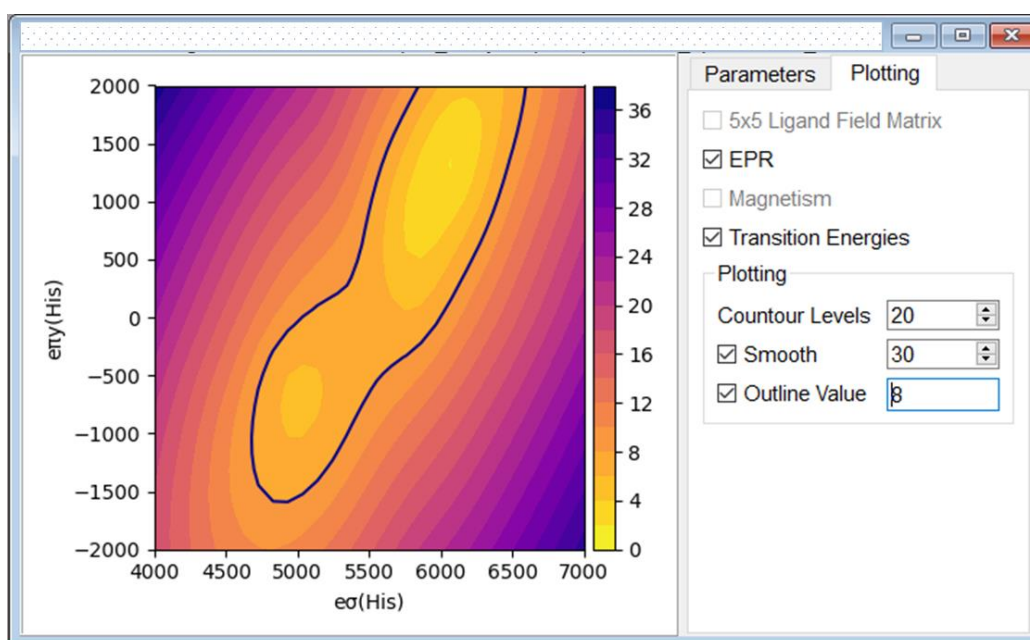 Parameters
Plotting
5x5 Ligand Field Matrix
EPR
Magnetism
Transition Energies
Plotting
Countour Levels 20
Smooth 30
Outline Value 8
2000
1500
1000
500
0
−500
−1000
−1500
−2000
eπy(His)
4000 4500 5000 5500 6000 6500 7000
eσ(His)
36
32
28
24
20
16
12
8
4
0